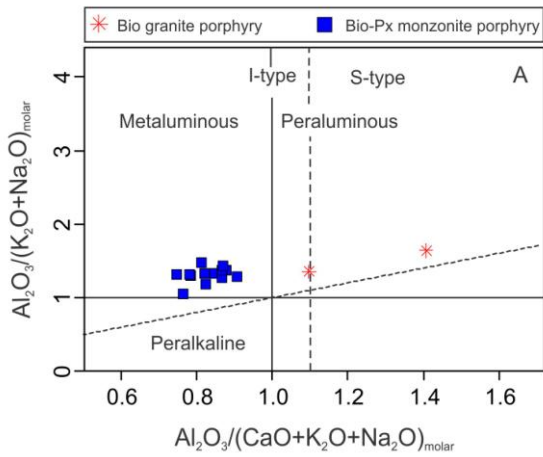 Bio granite porphyry
Bio-Px monzonite porphyry
I-type
S-type
A
Metaluminous
Peraluminous
Peralkaline
4
3
2
1
0
0.6
0.8
1.0
1.2
1.4
1.6
Al₂O₃/(K₂O+Na₂O)molar
Al₂O₃/(CaO+K₂O+Na₂O)molar